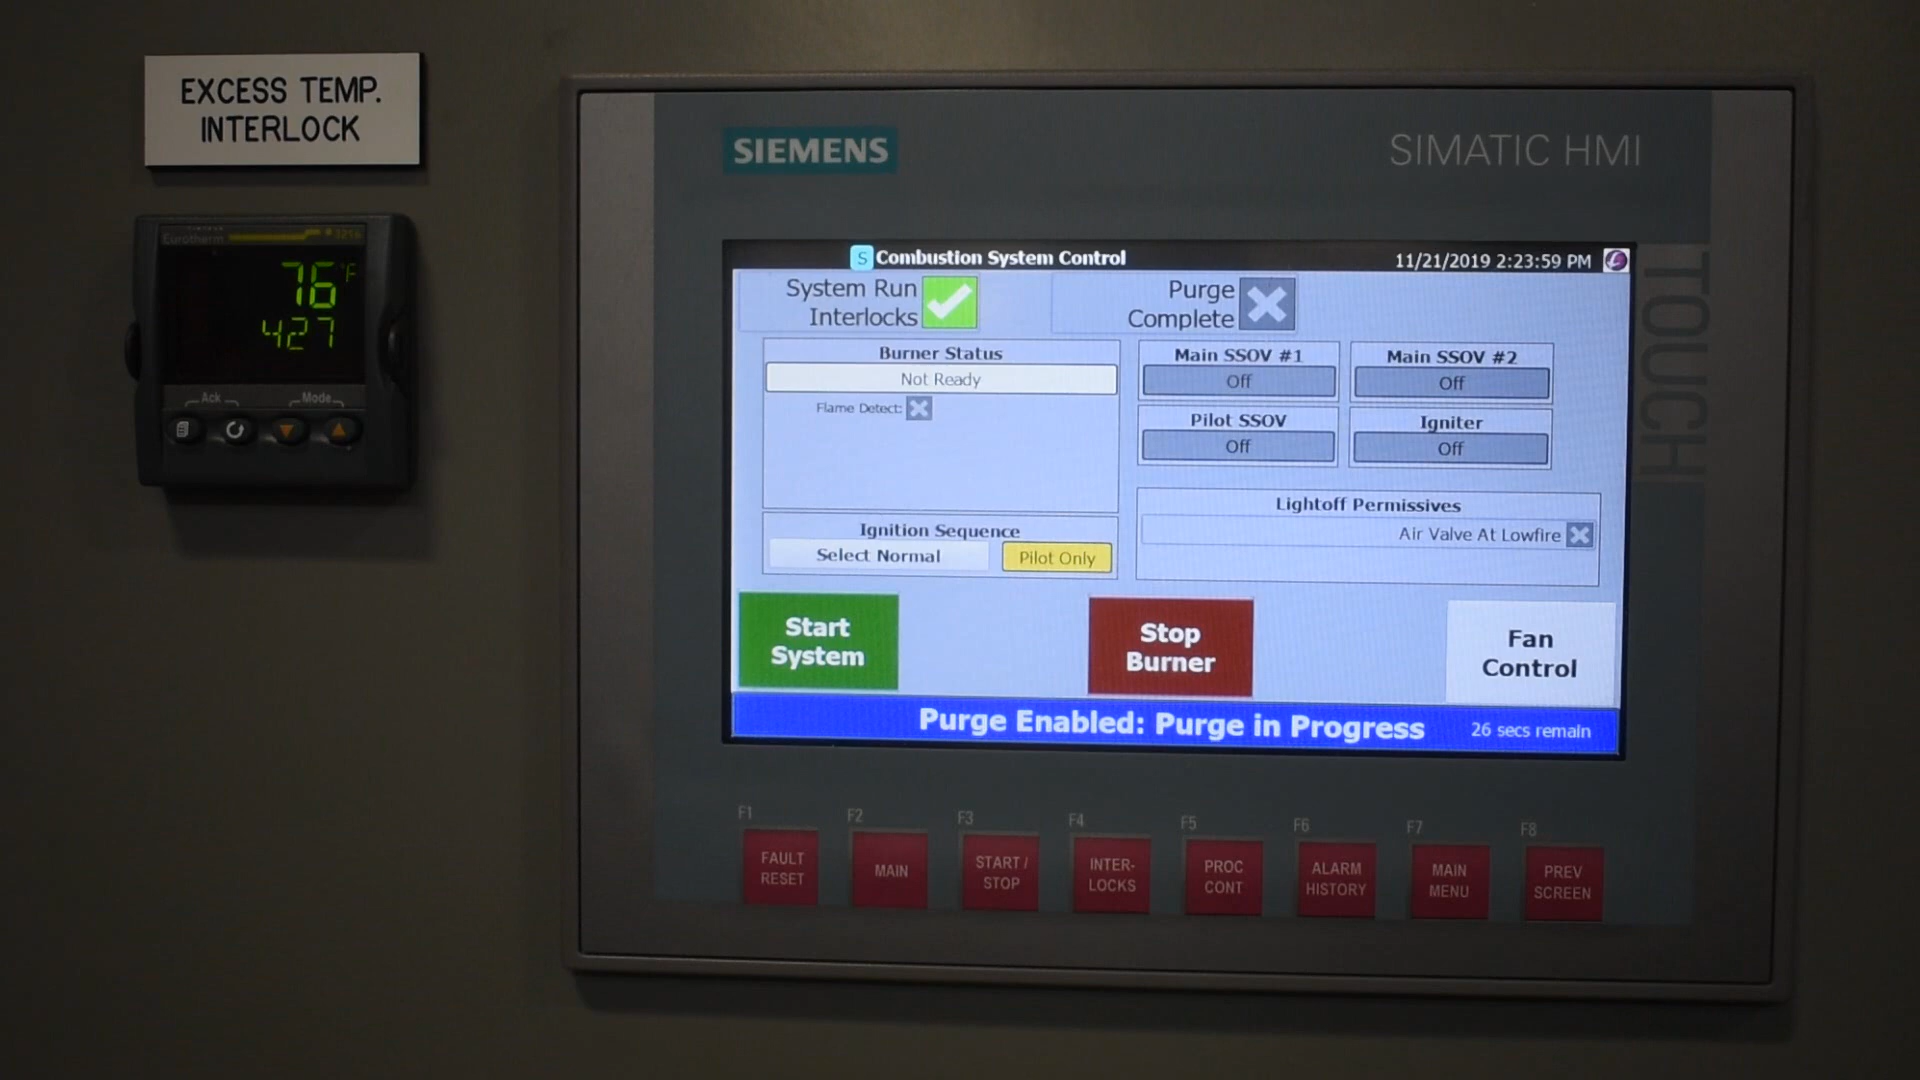 EXCESS TEMP.
INTERLOCK
Eurotherm
3216
76 °F
427
Ack
Mode
SIEMENS
SIMATIC HMI
TOUCH
S Combustion System Control
11/21/2019 2:23:59 PM
System Run
Interlocks
Purge
Complete
Burner Status
Not Ready
Flame Detect:
Main SSOV #1
Off
Main SSOV #2
Off
Pilot SSOV
Off
Igniter
Off
Ignition Sequence
Select Normal
Pilot Only
Lightoff Permissives
Air Valve At Lowfire
Start
System
Stop
Burner
Fan
Control
Purge Enabled: Purge in Progress
26 secs remain
F1
FAULT
RESET
F2
MAIN
F3
START /
STOP
F4
INTER-
LOCKS
F5
PROC
CONT
F6
ALARM
HISTORY
F7
MAIN
MENU
F8
PREV
SCREEN